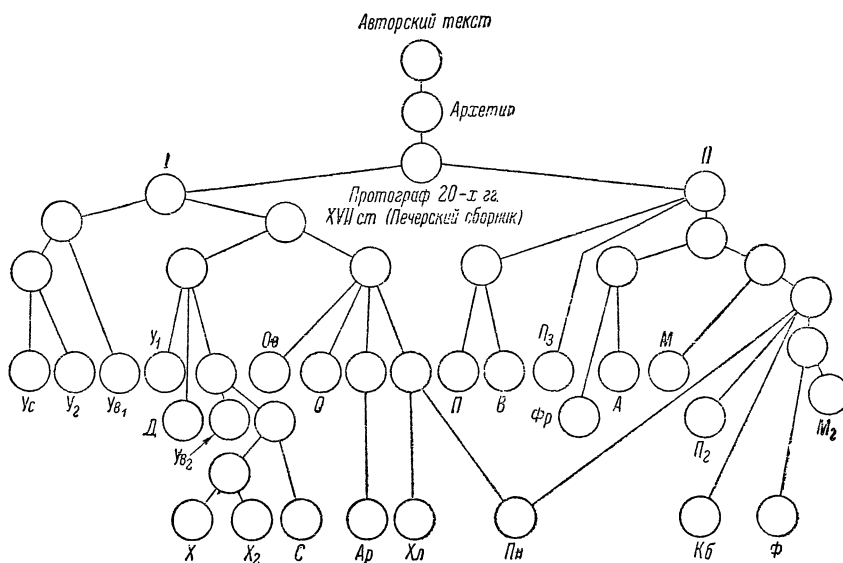 Авторский текст
Архетип
I
II
Протограф 20-х гг.
XVII ст (Печерский сборник)
У₁
Ов
П₃
М
Ус
У₂
Ув₁
Q
П
В
А
Д
Ув₂
Фр
П₂
М₂
Х
Х₂
С
Ар
Хл
Пн
Кб
Ф